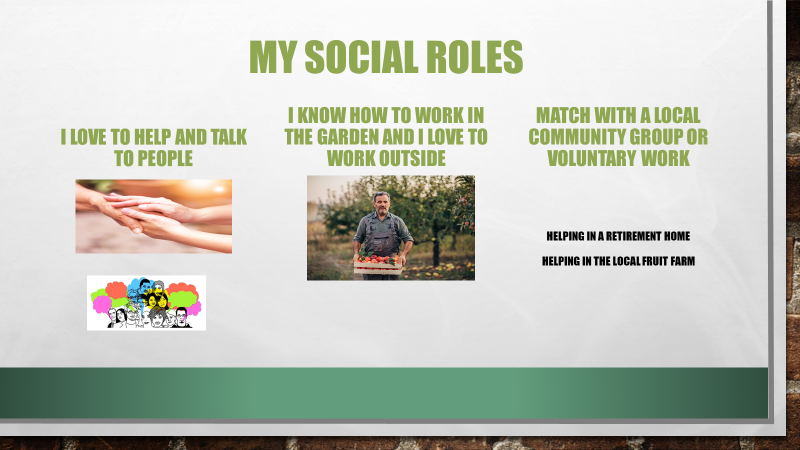 MY SOCIAL ROLES
I LOVE TO HELP AND TALK
TO PEOPLE
I KNOW HOW TO WORK IN
THE GARDEN AND I LOVE TO
WORK OUTSIDE
MATCH WITH A LOCAL
COMMUNITY GROUP OR
VOLUNTARY WORK
HELPING IN A RETIREMENT HOME
HELPING IN THE LOCAL FRUIT FARM